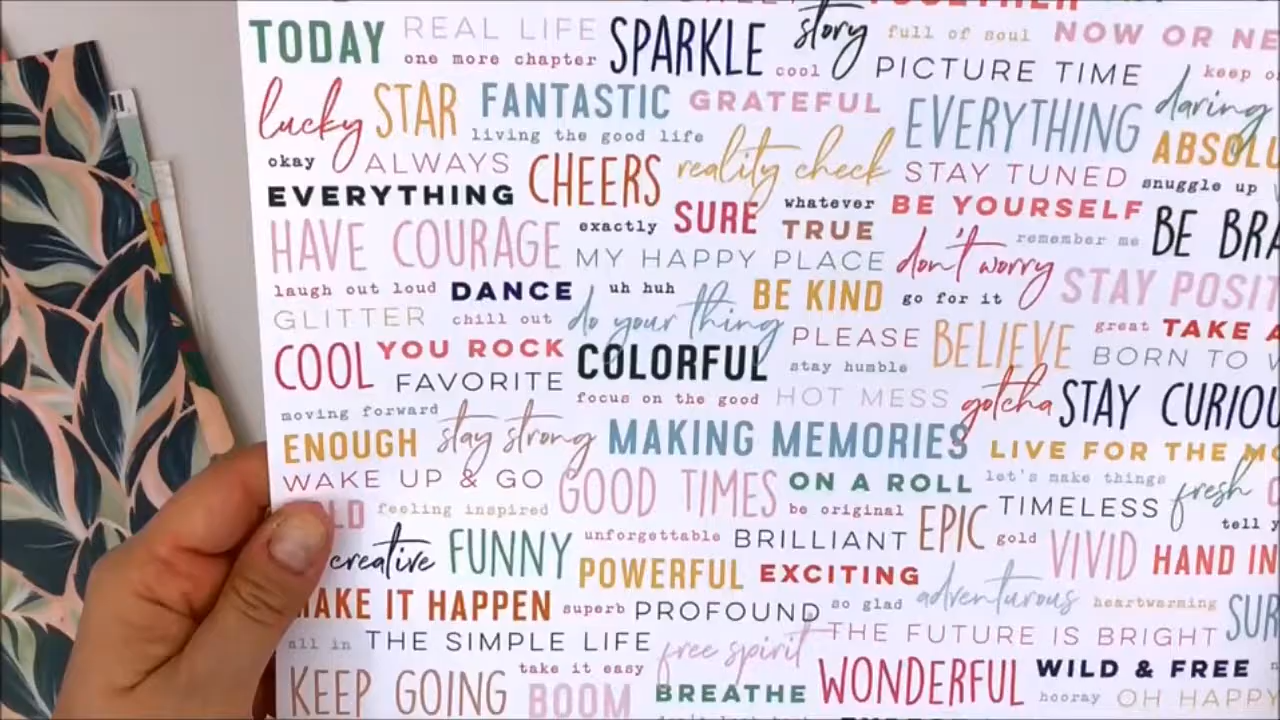 TOGETHER
TODAY REAL LIFE SPARKLE story full of soul NOW OR NE
one more chapter cool PICTURE TIME keep o
lucky STAR FANTASTIC GRATEFUL EVERYTHING daring
living the good life ABSOLU
okay ALWAYS CHEERS reality check STAY TUNED snuggle up
EVERYTHING exactly SURE whatever BE YOURSELF BE BRA
HAVE COURAGE MY HAPPY PLACE TRUE don't worry remember me
laugh out loud DANCE uh huh BE KIND go for it STAY POSIT
GLITTER chill out do your thing PLEASE BELIEVE great TAKE A
COOL YOU ROCK COLORFUL stay humble BORN TO W
FAVORITE focus on the good HOT MESS gotcha STAY CURIOU
moving forward
ENOUGH stay strong MAKING MEMORIES LIVE FOR THE MO
WAKE UP & GO GOOD TIMES ON A ROLL let's make things fresh
LD feeling inspired be original EPIC TIMELESS tell y
creative FUNNY unforgettable BRILLIANT gold VIVID HAND IN
POWERFUL EXCITING adventurous heartwarming
MAKE IT HAPPEN superb PROFOUND so glad SUR
all in THE SIMPLE LIFE free spirit THE FUTURE IS BRIGHT
KEEP GOING take it easy WONDERFUL WILD & FREE
BOOM BREATHE hooray OH HAPPY